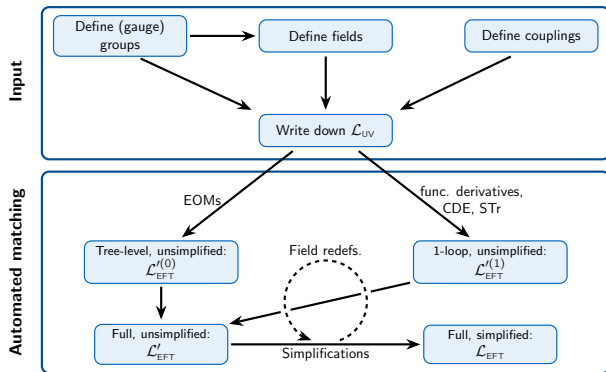 Input
Define (gauge)
groups
Define fields
Define couplings
Write down ℒ_UV
Automated matching
EOMs
func. derivatives,
CDE, STr
Tree-level, unsimplified:
ℒ′_EFT^(0)
Field redefs.
1-loop, unsimplified:
ℒ′_EFT^(1)
Full, unsimplified:
ℒ′_EFT
Simplifications
Full, simplified:
ℒ_EFT